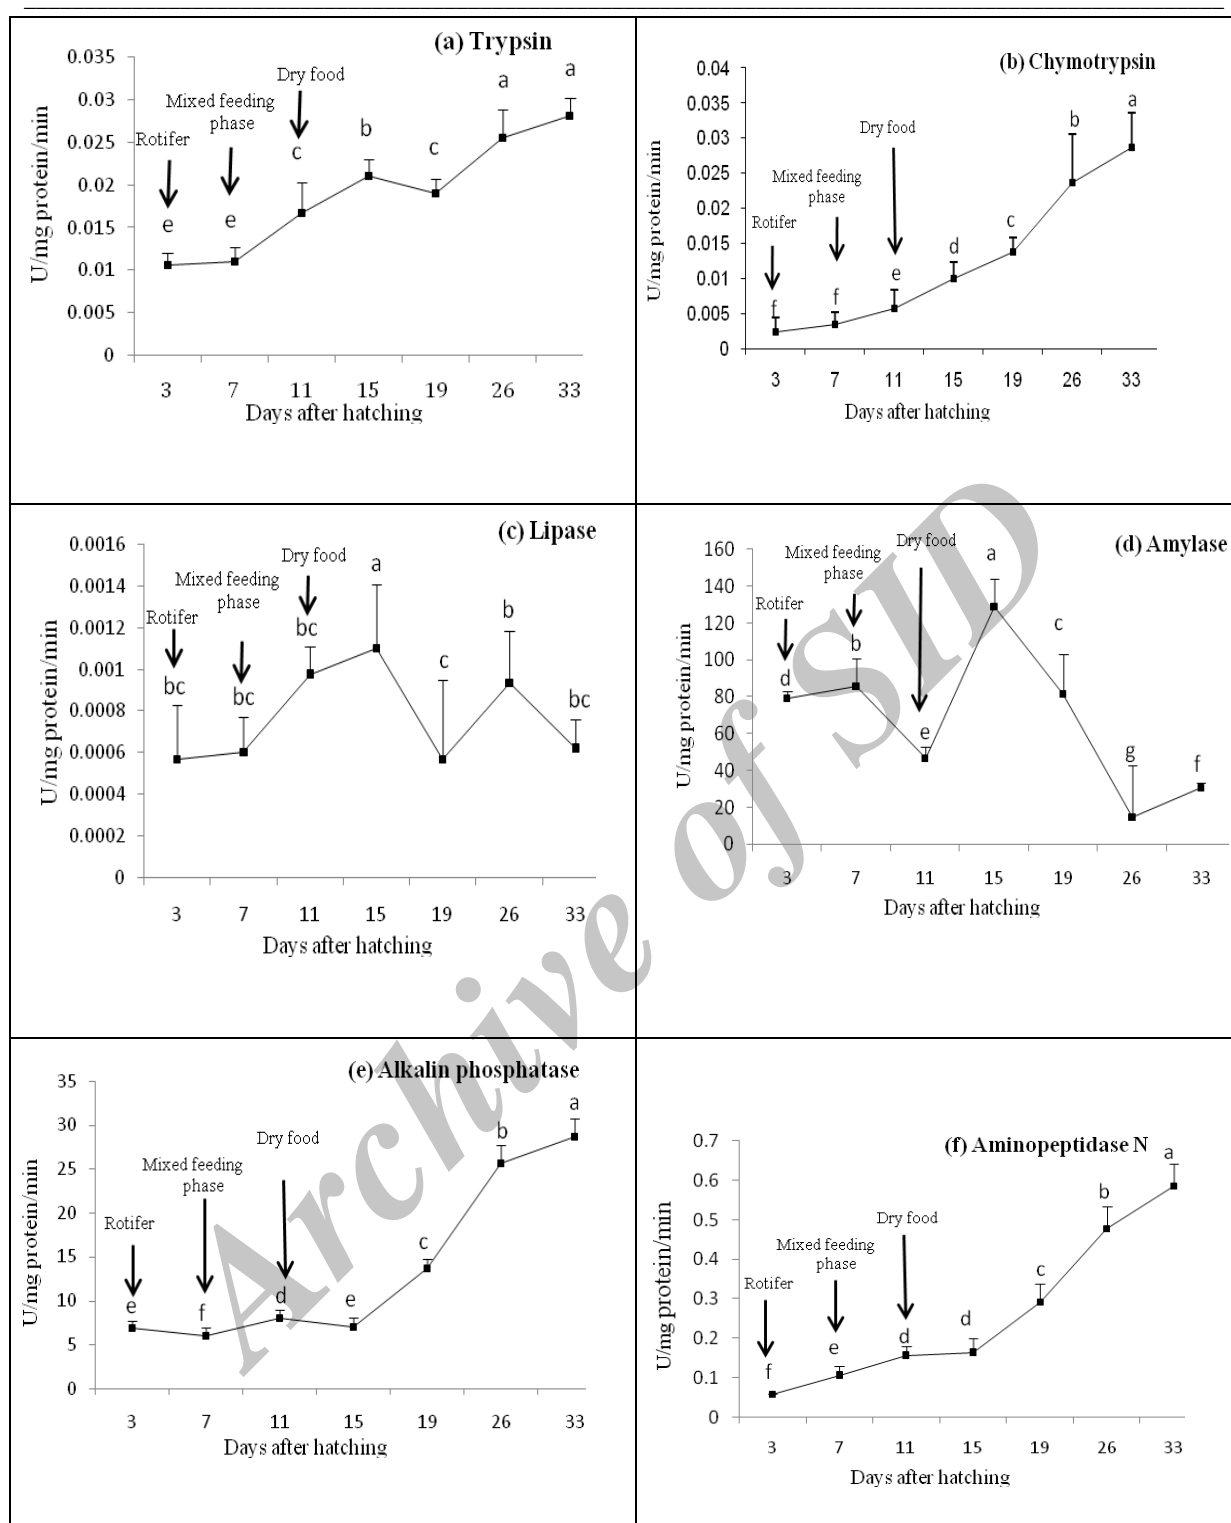 (a) Trypsin
U/mg protein/min
0.035
0.03
0.025
0.02
0.015
0.01
0.005
0
Rotifer
Mixed feeding
phase
Dry food
e
e
c
b
c
a
a
3 7 11 15 19 26 33
Days after hatching
(b) Chymotrypsin
U/mg protein/min
0.04
0.035
0.03
0.025
0.02
0.015
0.01
0.005
0
Rotifer
Mixed feeding
phase
Dry food
f
f
e
d
c
b
a
3 7 11 15 19 26 33
Days after hatching
(c) Lipase
U/mg protein/min
0.0016
0.0014
0.0012
0.001
0.0008
0.0006
0.0004
0.0002
0
Rotifer
Mixed feeding
phase
Dry food
bc
bc
bc
a
c
b
bc
3 7 11 15 19 26 33
Days after hatching
(d) Amylase
U/mg protein/min
160
140
120
100
80
60
40
20
0
Rotifer
Mixed feeding
phase
Dry food
d
b
e
a
c
g
f
3 7 11 15 19 26 33
Days after hatching
(e) Alkalin phosphatase
U/mg protein/min
35
30
25
20
15
10
5
0
Rotifer
Mixed feeding
phase
Dry food
e
f
d
e
c
b
a
3 7 11 15 19 26 33
Days after hatching
(f) Aminopeptidase N
U/mg protein/min
0.7
0.6
0.5
0.4
0.3
0.2
0.1
0
Rotifer
Mixed feeding
phase
Dry food
f
e
d
d
c
b
a
3 7 11 15 19 26 33
Days after hatching
Archive of SID